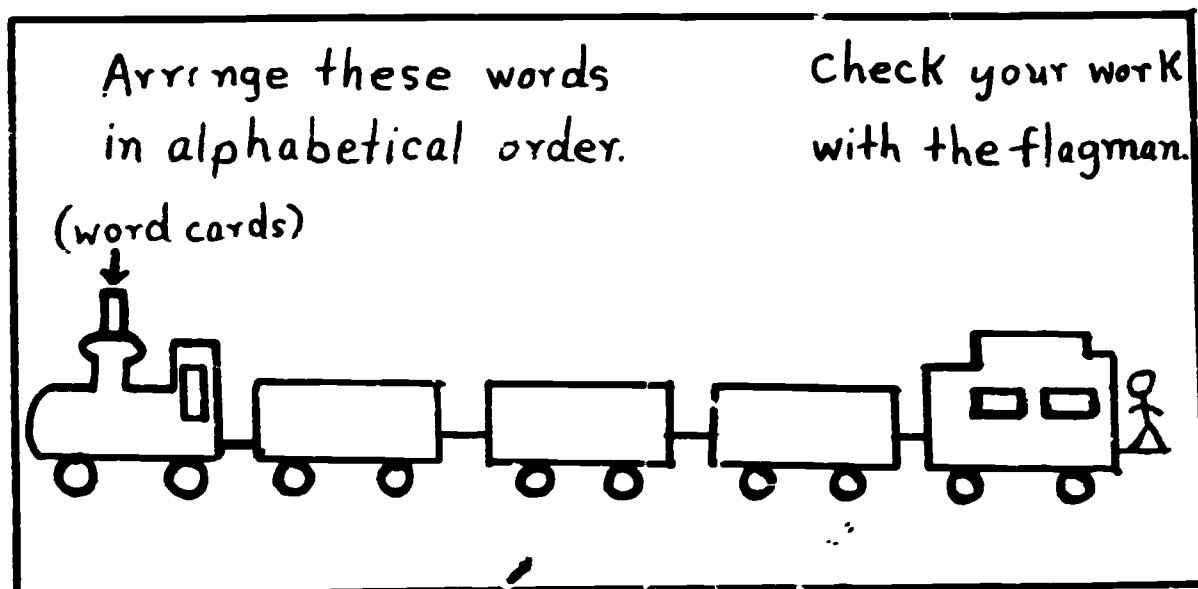 Arrange these words
in alphabetical order.
Check your work
with the flagman.
(word cards)